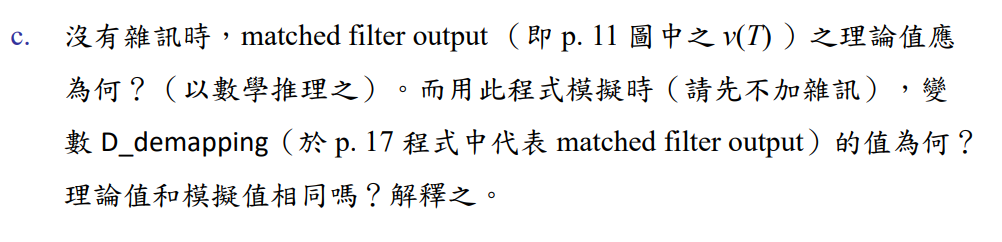 c. 沒有雜訊時，matched filter output （即 p. 11 圖中之 v(T) ）之理論值應
為何？（以數學推理之）。而用此程式模擬時（請先不加雜訊），變
數 D_demapping（於 p. 17 程式中代表 matched filter output）的值為何？
理論值和模擬值相同嗎？解釋之。